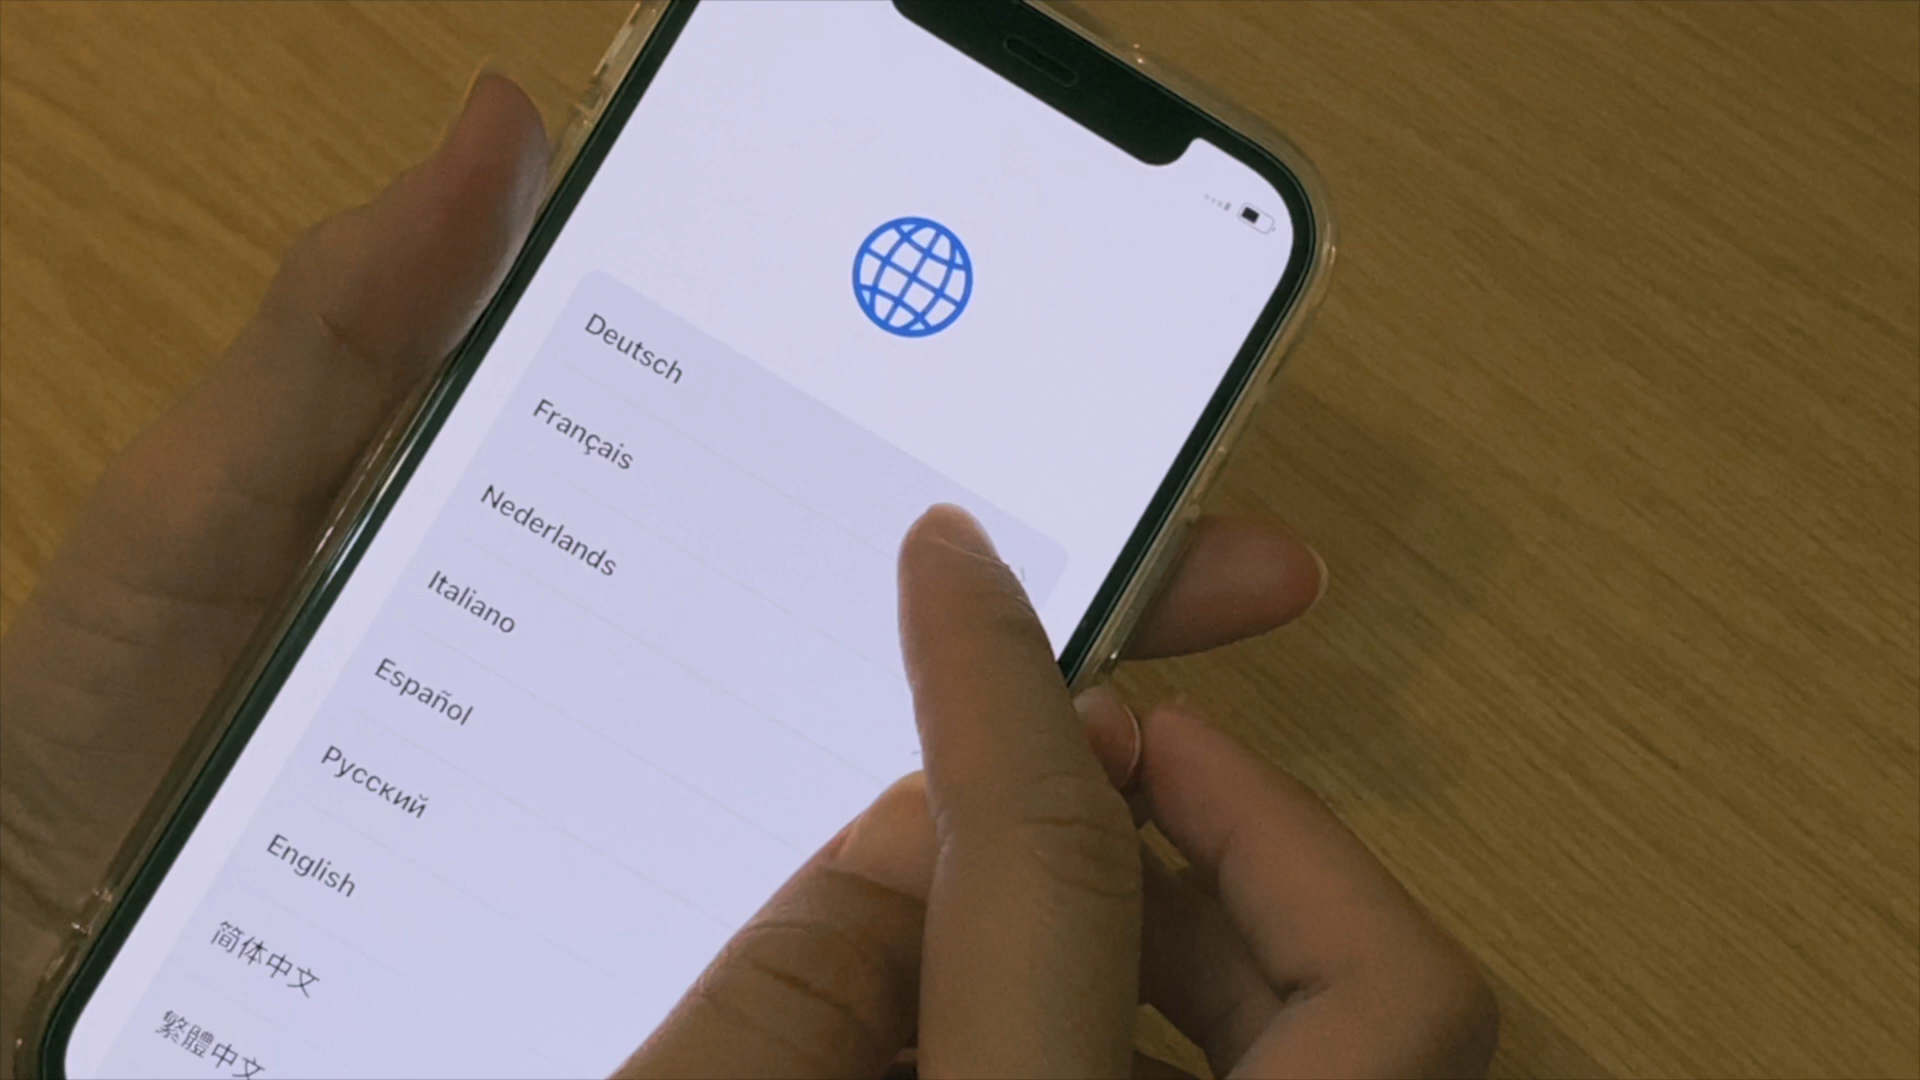 Deutsch
Français
Nederlands
Italiano
Español
Русский
English
简体中文
繁體中文